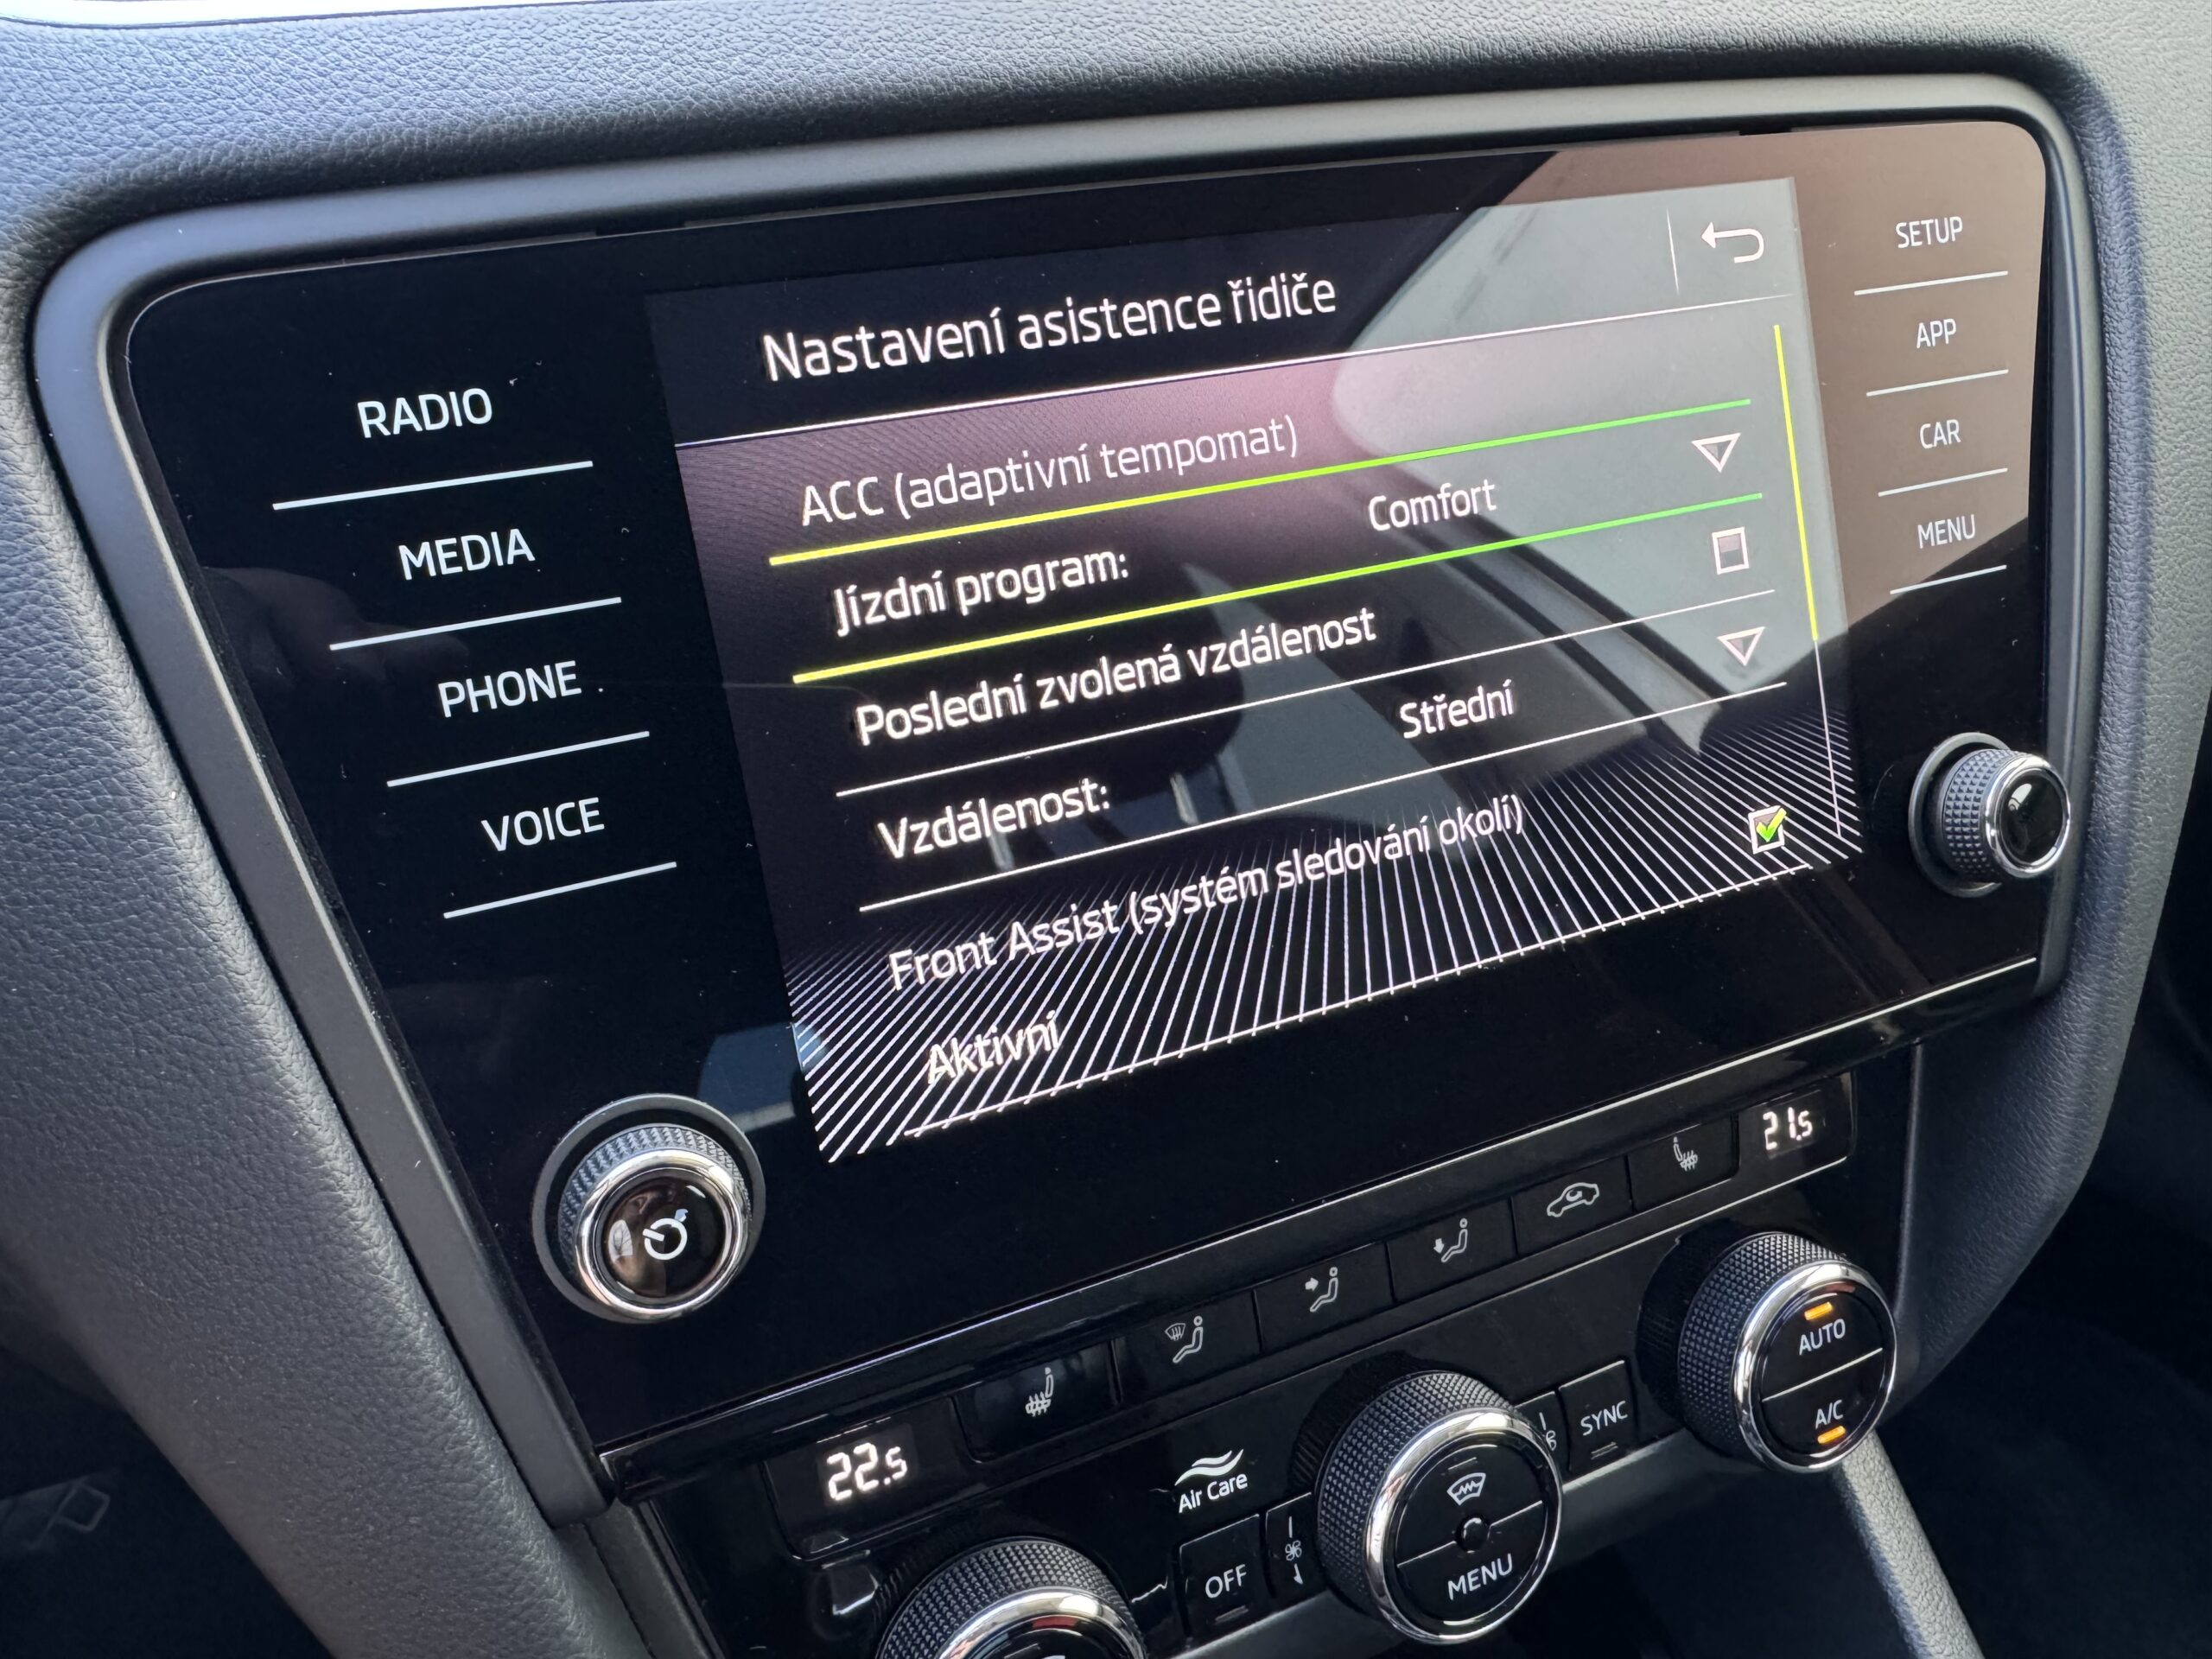 RADIO
MEDIA
PHONE
VOICE
Nastavení asistence řidiče
ACC (adaptivní tempomat)
Jízdní program: Comfort
Poslední zvolená vzdálenost
Vzdálenost: Střední
Front Assist (systém sledování okolí)
Aktivní
SETUP
APP
CAR
MENU
22.5
21.5
Air Care
OFF
MENU
SYNC
AUTO
A/C